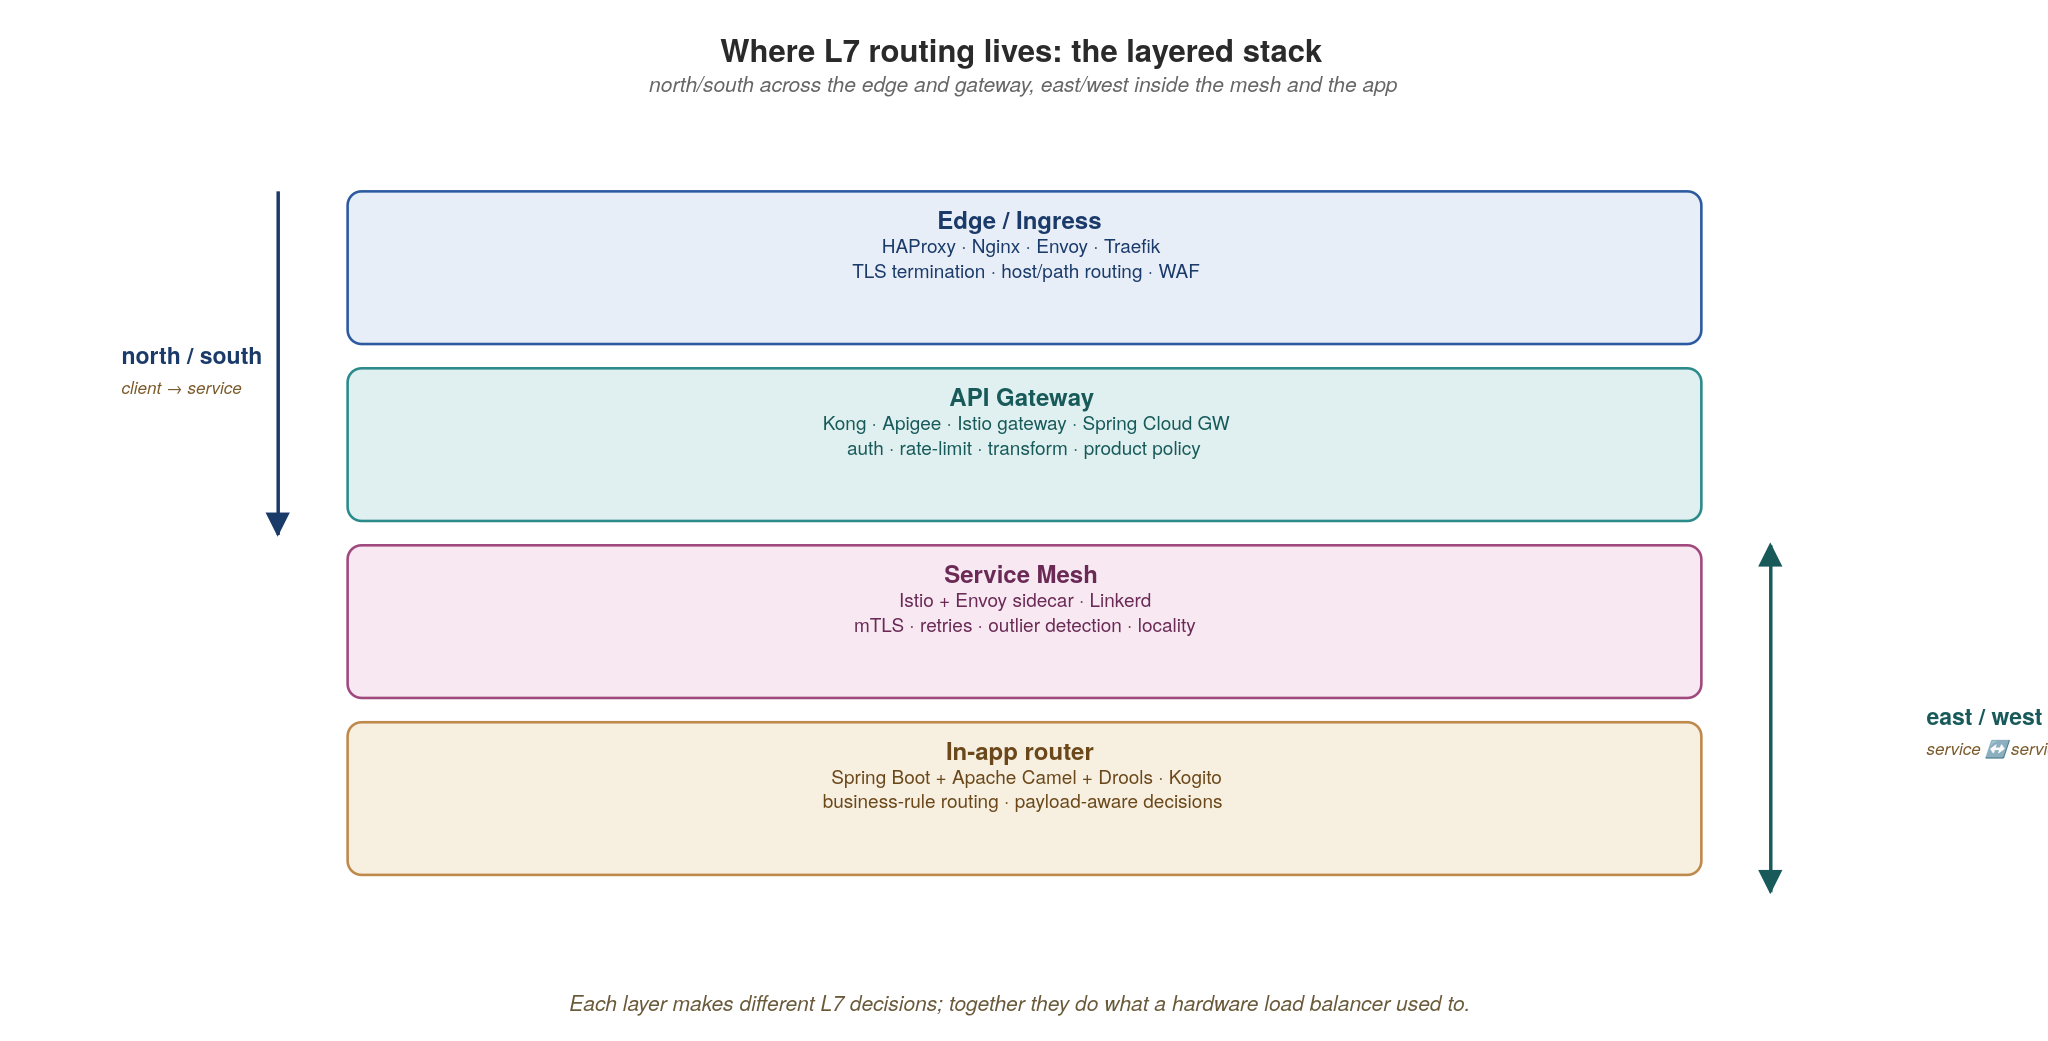 Where L7 routing lives: the layered stack
north/south across the edge and gateway, east/west inside the mesh and the app
Edge / Ingress
HAProxy · Nginx · Envoy · Traefik
TLS termination · host/path routing · WAF
north / south
client → service
API Gateway
Kong · Apigee · Istio gateway · Spring Cloud GW
auth · rate-limit · transform · product policy
Service Mesh
Istio + Envoy sidecar · Linkerd
mTLS · retries · outlier detection · locality
east / west
service ↔️ servi
In-app router
Spring Boot + Apache Camel + Drools · Kogito
business-rule routing · payload-aware decisions
Each layer makes different L7 decisions; together they do what a hardware load balancer used to.